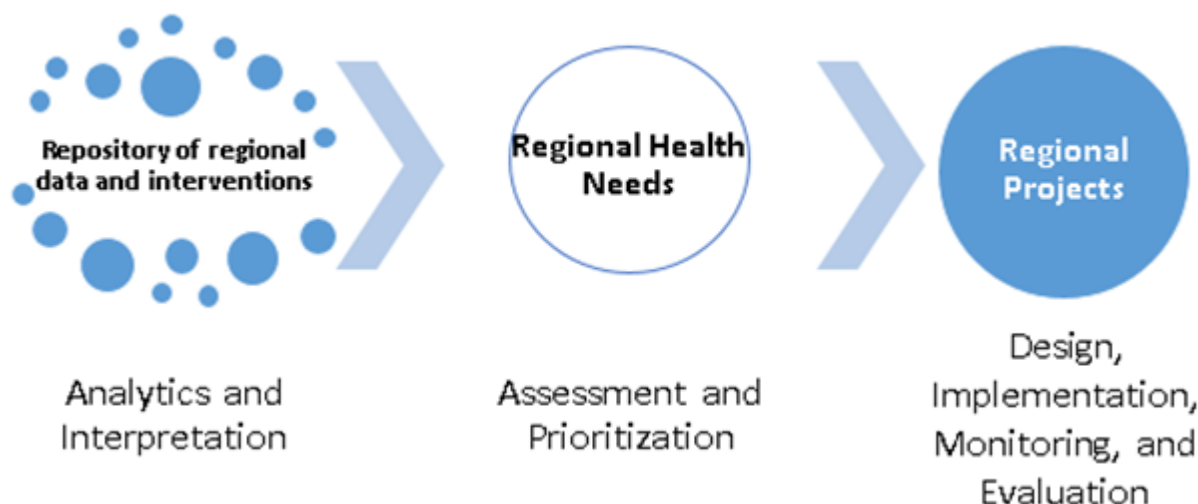 Repository of regional
data and interventions
Regional Health
Needs
Regional
Projects
Analytics and
Interpretation
Assessment and
Prioritization
Design,
Implementation,
Monitoring, and
Evaluation